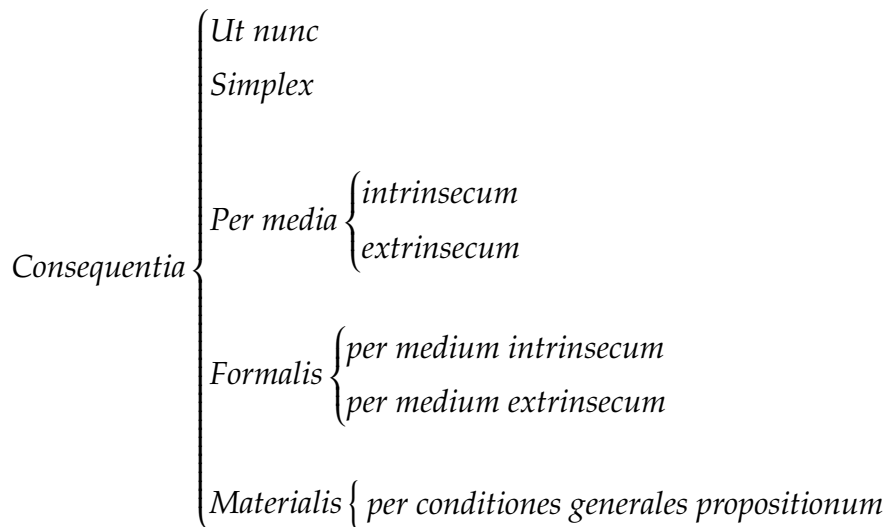 Ut nunc
Simplex
Per media
intrinsecum
extrinsecum
Consequentia
Formalis
per medium intrinsecum
per medium extrinsecum
Materialis
per conditiones generales propositionum